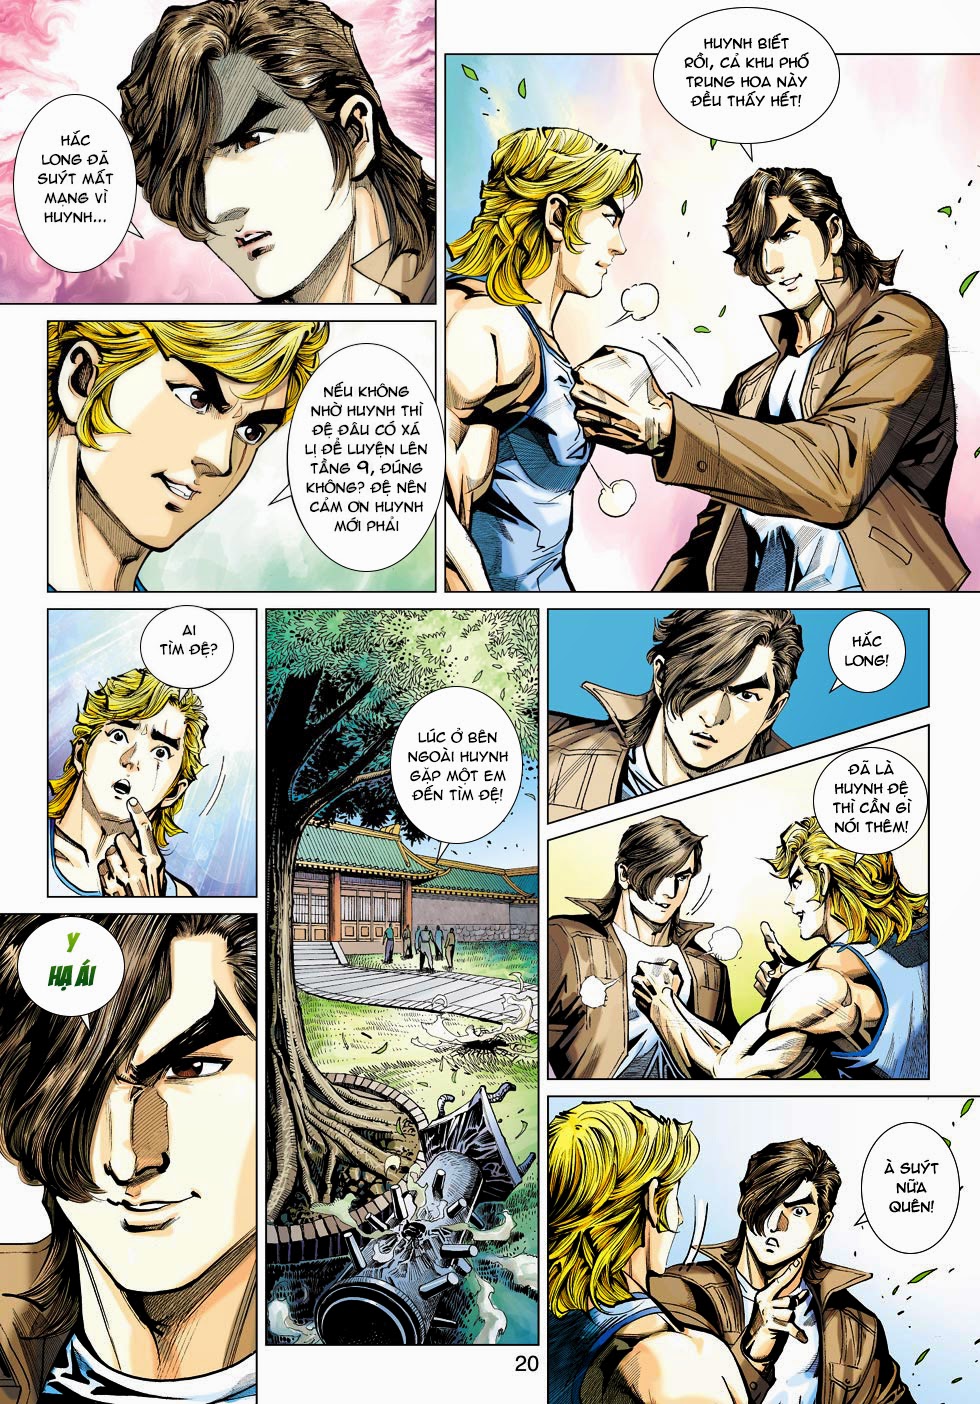 HUYNH BIẾT
RỒI, CẢ KHU PHỐ
TRUNG HOA NÀY
ĐỀU THẤY HẾT!
HẮC
LONG ĐÃ
SUÝT MẤT
MẠNG VÌ
HUYNH...
NẾU KHÔNG
NHỜ HUYNH THÌ
ĐỆ ĐÂU CÓ XÁ
LỊ ĐỂ LUYỆN LÊN
TẦNG 9, ĐÚNG
KHÔNG? ĐỆ NÊN
CẢM ƠN HUYNH
MỚI PHẢI
HẮC
LONG!
ĐÃ LÀ
HUYNH ĐỆ
THÌ CẦN GÌ
NÓI THÊM!
À SUÝT
NỮA
QUÊN!
LÚC Ở BÊN
NGOÀI HUYNH
GẶP MỘT EM
ĐẾN TÌM ĐỆ!
AI
TÌM ĐỆ?
Y
HẠ ÁI
20